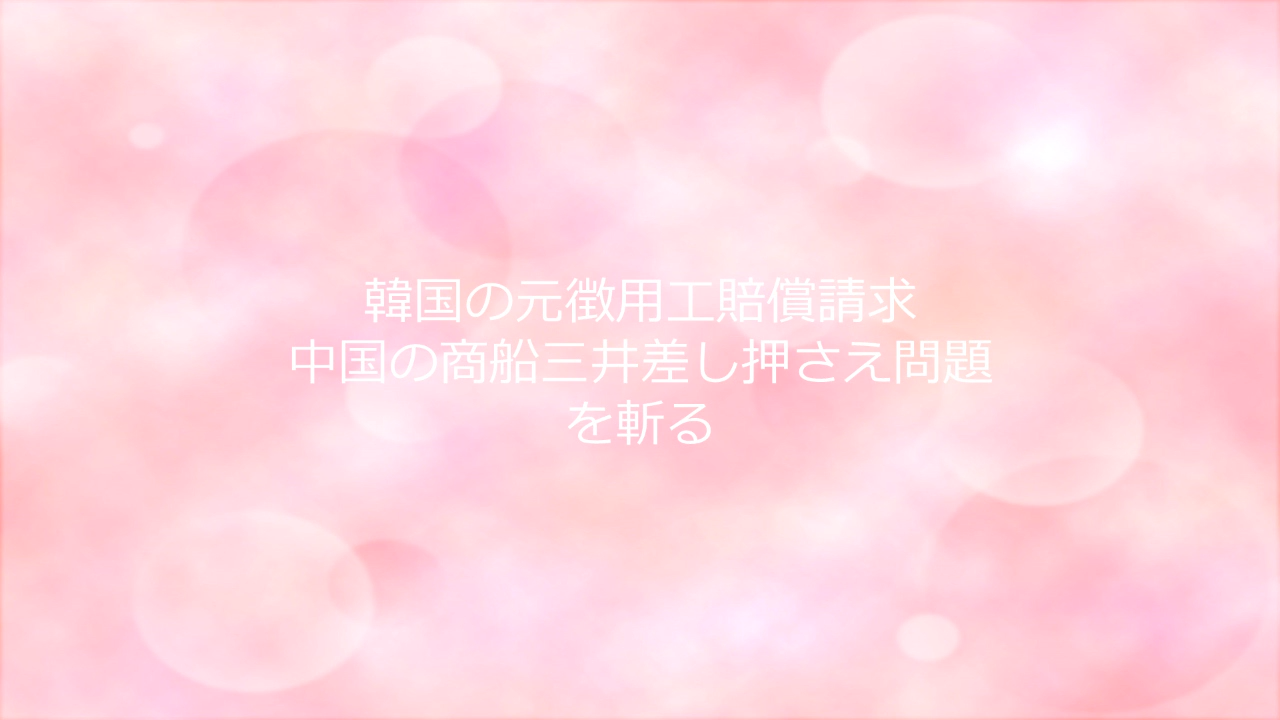 韓国の元徴用工賠償請求
中国の商船三井差し押さえ問題
を斬る